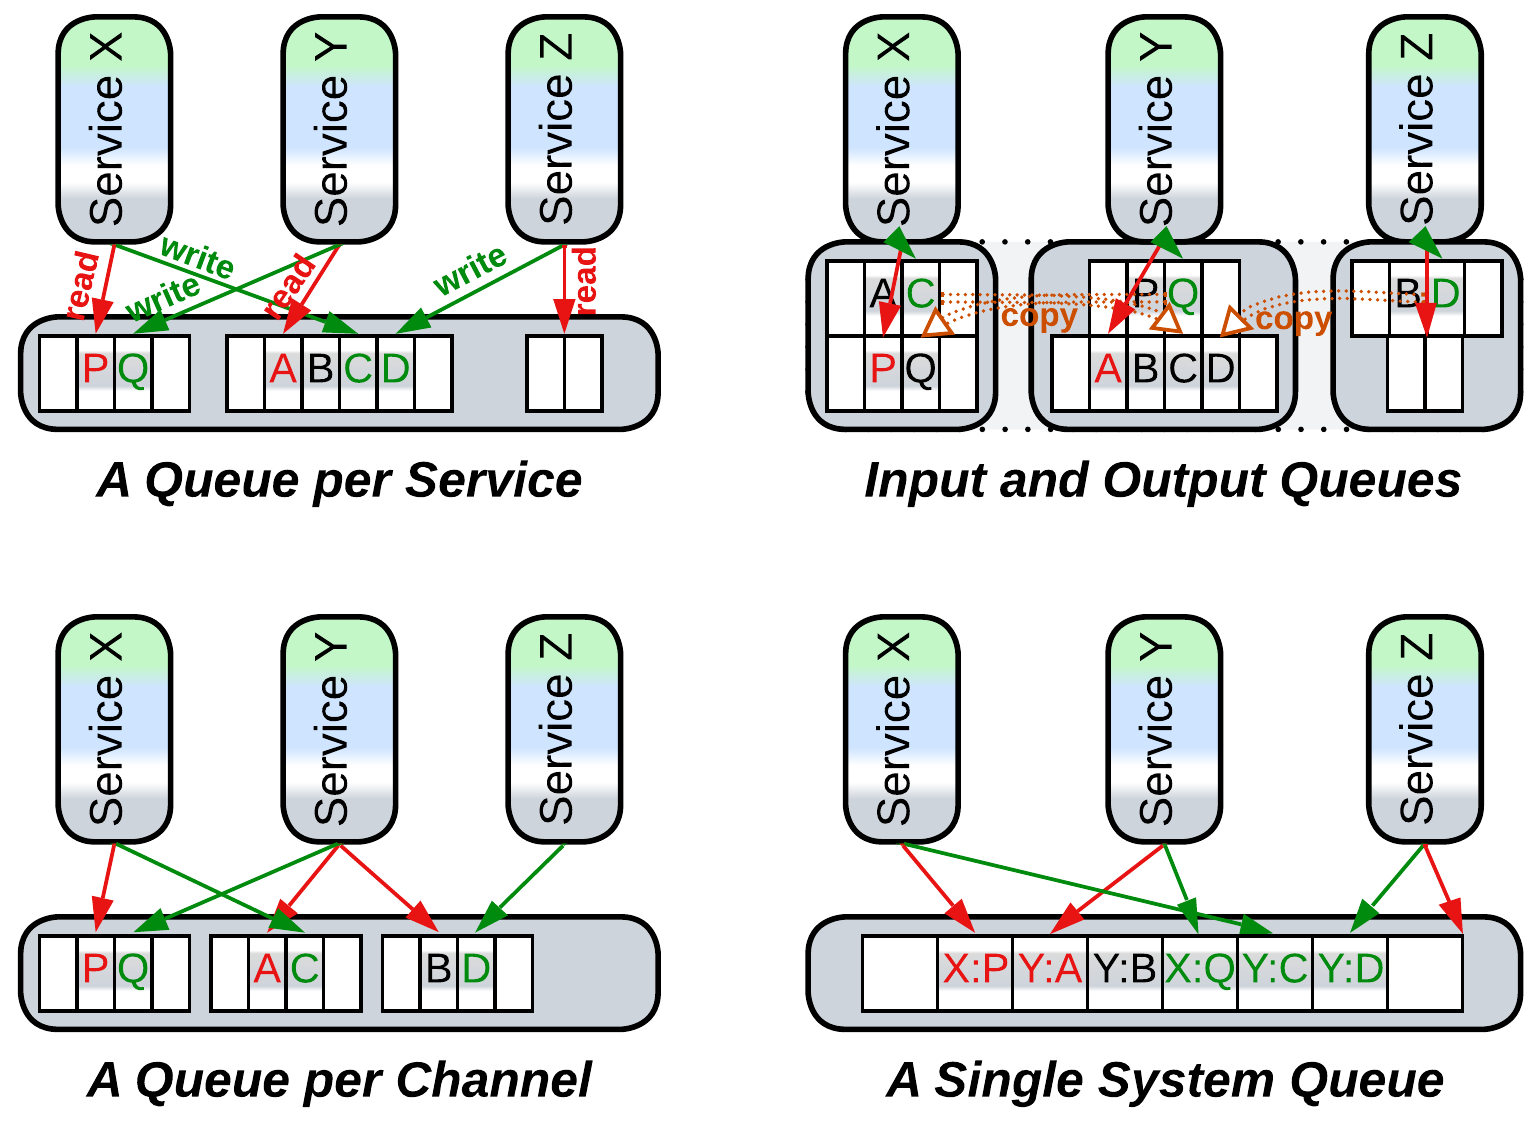 Service X
Service Y
Service Z
read
write
write
read
write
read
P Q
A B C D
A Queue per Service
Service X
Service Y
Service Z
A C
P Q
B D
copy
copy
P Q
A B C D
Input and Output Queues
Service X
Service Y
Service Z
P Q
A C
B D
A Queue per Channel
Service X
Service Y
Service Z
X:P Y:A Y:B X:Q Y:C Y:D
A Single System Queue